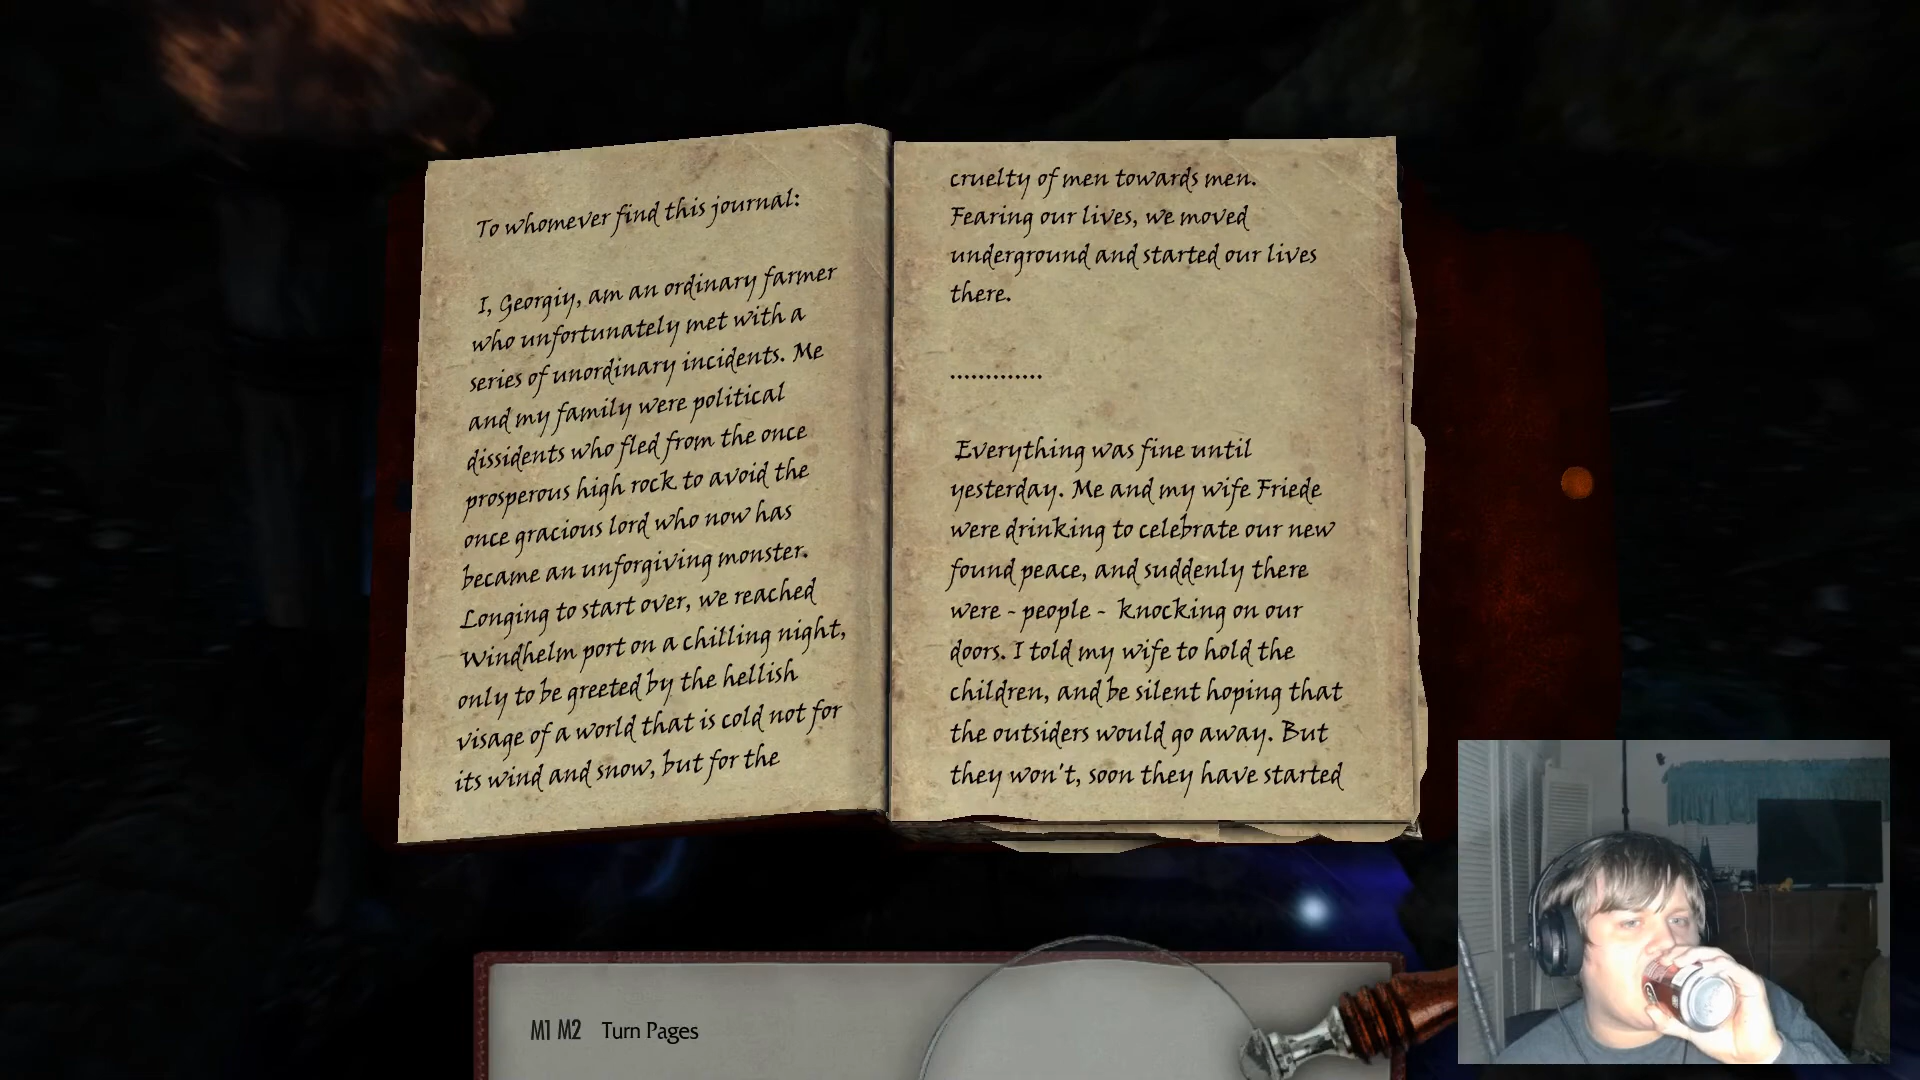 To whomever find this journal:
I, Georgiy, am an ordinary farmer
who unfortunately met with a
series of unordinary incidents. Me
and my family were political
dissidents who fled from the once
prosperous high rock to avoid the
once gracious lord who now has
became an unforgiving monster.
Longing to start over, we reached
Windhelm port on a chilling night,
only to be greeted by the hellish
visage of a world that is cold not for
its wind and snow, but for the
cruelty of men towards men.
Fearing our lives, we moved
underground and started our lives
there.
.............
Everything was fine until
yesterday. Me and my wife Friede
were drinking to celebrate our new
found peace, and suddenly there
were - people - knocking on our
doors. I told my wife to hold the
children, and be silent hoping that
the outsiders would go away. But
they won't, soon they have started
M1 M2 Turn Pages